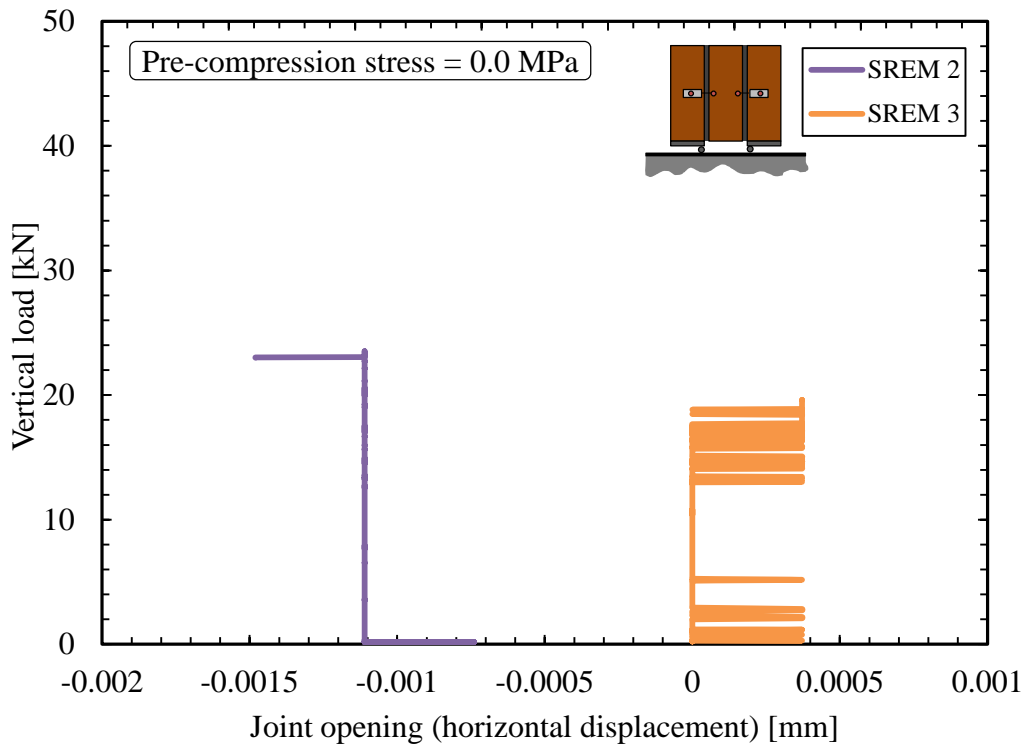 Pre-compression stress = 0.0 MPa
SREM 2
SREM 3
Vertical load [kN]
50
40
30
20
10
0
-0.002
-0.0015
-0.001
-0.0005
0
0.0005
0.001
Joint opening (horizontal displacement) [mm]